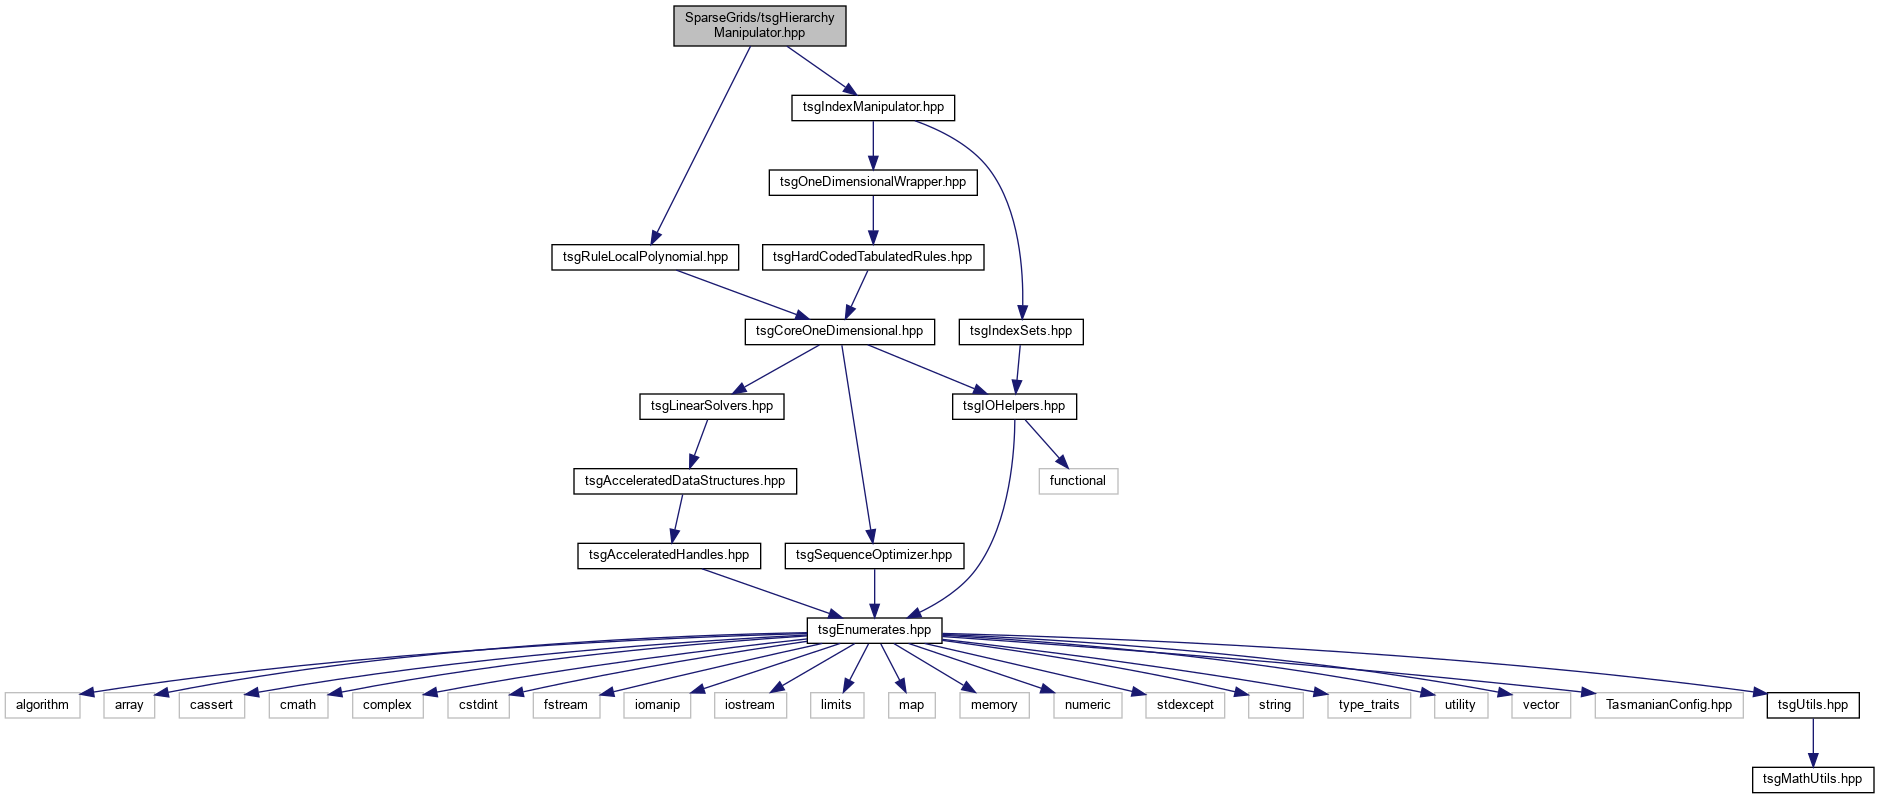 SparseGrids/tsgHierarchy
Manipulator.hpp
tsgIndexManipulator.hpp
tsgOneDimensionalWrapper.hpp
tsgRuleLocalPolynomial.hpp
tsgHardCodedTabulatedRules.hpp
tsgCoreOneDimensional.hpp
tsgIndexSets.hpp
tsgLinearSolvers.hpp
tsgIOHelpers.hpp
tsgAcceleratedDataStructures.hpp
functional
tsgAcceleratedHandles.hpp
tsgSequenceOptimizer.hpp
tsgEnumerates.hpp
algorithm
array
cassert
cmath
complex
cstdint
fstream
iomanip
iostream
limits
map
memory
numeric
stdexcept
string
type_traits
utility
vector
TasmanianConfig.hpp
tsgUtils.hpp
tsgMathUtils.hpp